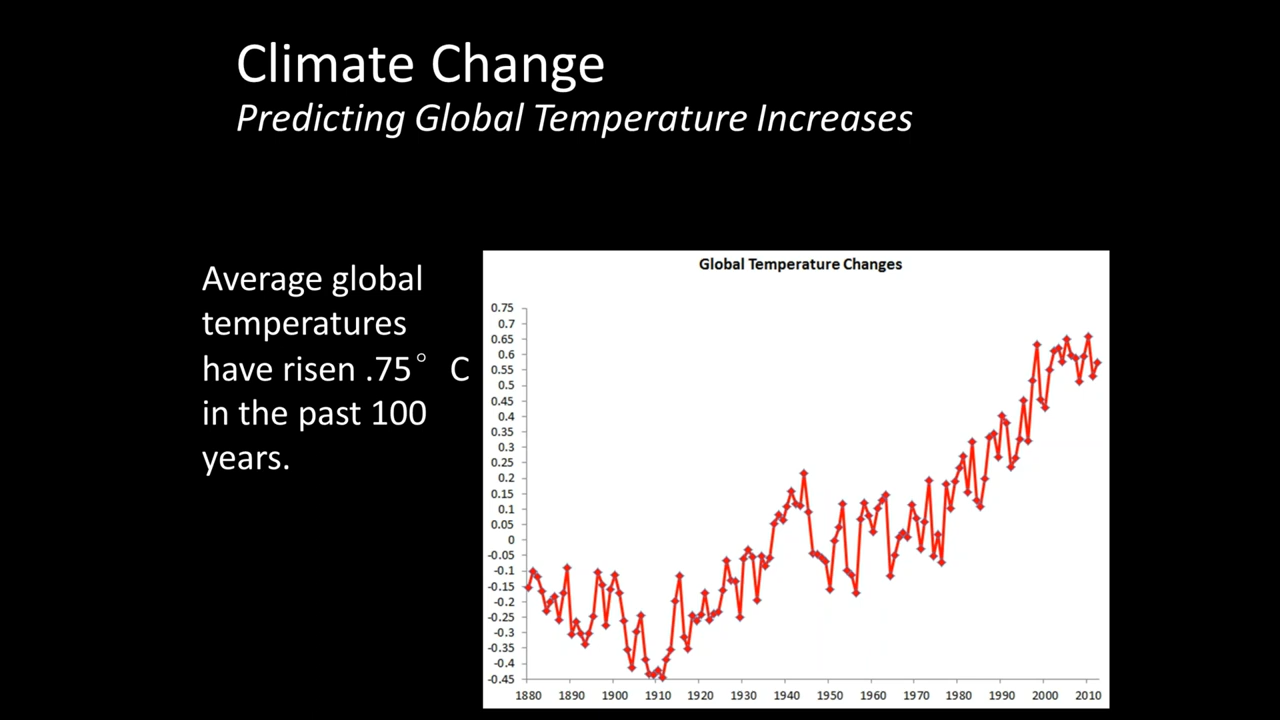 Climate Change
Predicting Global Temperature Increases
Average global
temperatures
have risen .75° C
in the past 100
years.
Global Temperature Changes
0.75
0.7
0.65
0.6
0.55
0.5
0.45
0.4
0.35
0.3
0.25
0.2
0.15
0.1
0.05
0
-0.05
-0.1
-0.15
-0.2
-0.25
-0.3
-0.35
-0.4
-0.45
1880 1890 1900 1910 1920 1930 1940 1950 1960 1970 1980 1990 2000 2010